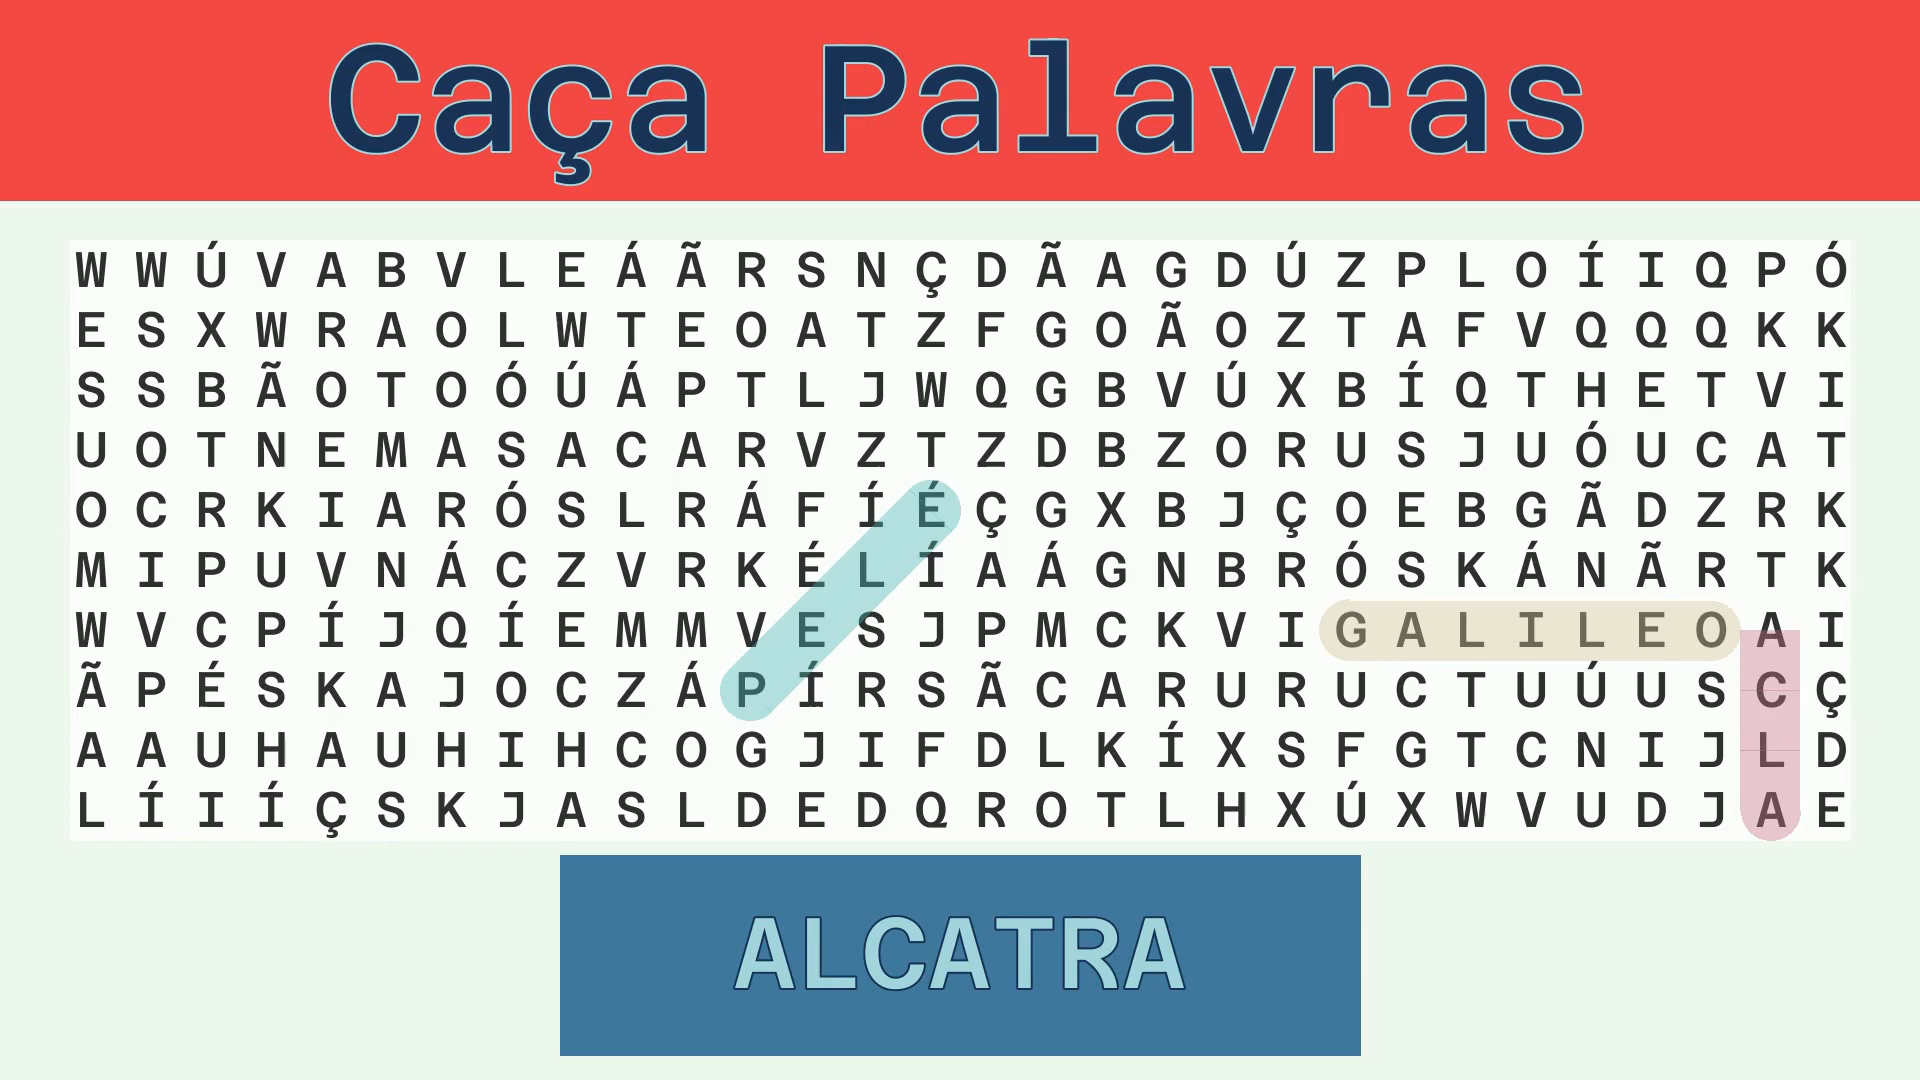 Caça Palavras
W W Ú V A B V L E Á Ã R S N Ç D Ã A G D Ú Z P L O Í I Q P Ó
E S X W R A O L W T E O A T Z F G O Ã O Z T A F V Q Q Q K K
S S B Ã O T O Ó Ú Á P T L J W Q G B V Ú X B Í Q T H E T V I
U O T N E M A S A C A R V Z T Z D B Z O R U S J U Ó U C A T
O C R K I A R Ó S L R Á F Í É Ç G X B J Ç O E B G Ã D Z R K
M I P U V N Á C Z V R K É L Í A Á G N B R Ó S K Á N Ã R T K
W V C P Í J Q Í E M M V E S J P M C K V I G A L I L E O A I
Ã P É S K A J O C Z Á P Í R S Ã C A R U R U C T U Ú U S C Ç
A A U H A U H I H C O G J I F D L K Í X S F G T C N I J L D
L Í I Í Ç S K J A S L D E D Q R O T L H X Ú X W V U D J A E
ALCATRA